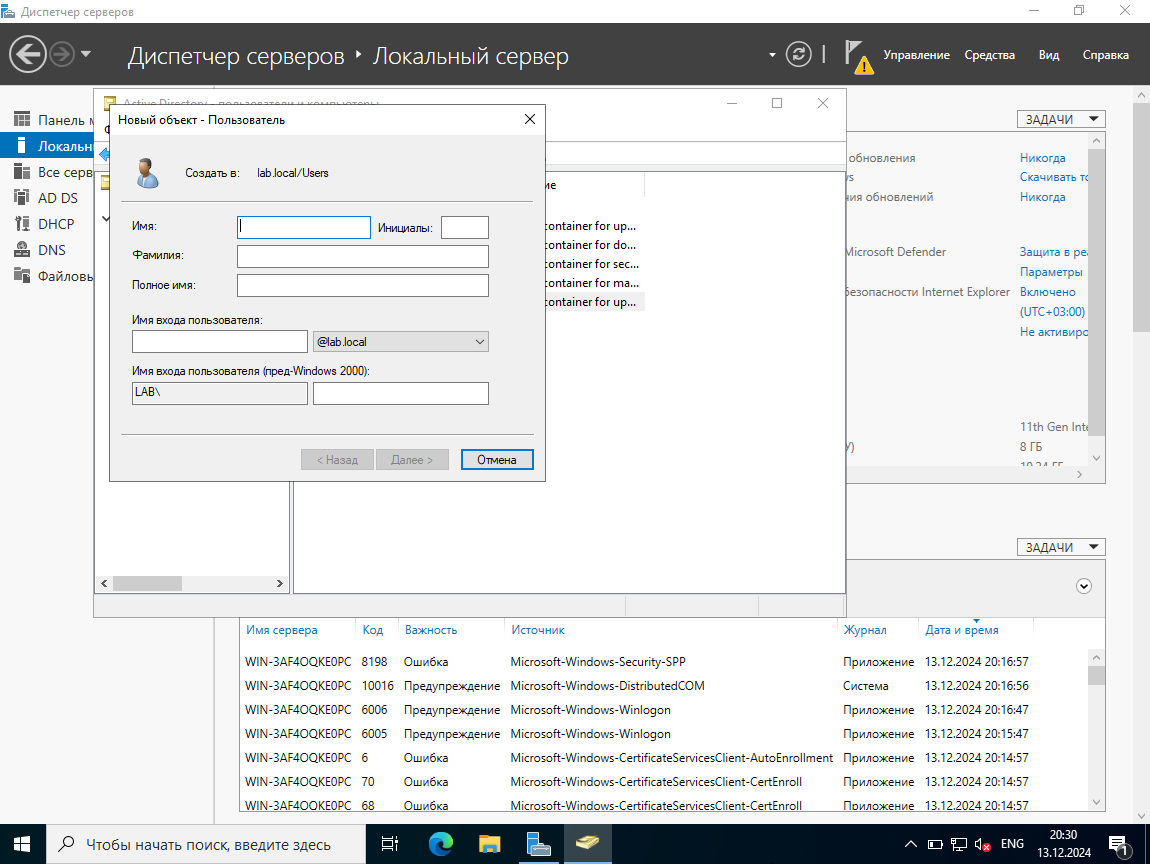 Диспетчер серверов
Диспетчер серверов ‣ Локальный сервер
Управление Средства Вид Справка
Панель
Локальн
Все серв
AD DS
DHCP
DNS
Файловы
Active Directory - пользователи и компьютеры
Новый объект - Пользователь
Создать в: lab.local/Users
Имя:
Инициалы:
Фамилия:
Полное имя:
Имя входа пользователя:
@lab.local
Имя входа пользователя (пред-Windows 2000):
LAB\
< Назад Далее > Отмена
container for up...
container for do...
container for sec...
container for ma...
container for up...
ЗАДАЧИ
обновления Никогда
Скачивать то
ния обновлений Никогда
Microsoft Defender Защита в реа
Параметры
безопасности Internet Explorer Включено
(UTC+03:00)
Не активиро
11th Gen Inte
8 ГБ
ЗАДАЧИ
Имя сервера Код Важность Источник Журнал Дата и время
WIN-3AF4OQKE0PC 8198 Ошибка Microsoft-Windows-Security-SPP Приложение 13.12.2024 20:16:57
WIN-3AF4OQKE0PC 10016 Предупреждение Microsoft-Windows-DistributedCOM Система 13.12.2024 20:16:56
WIN-3AF4OQKE0PC 6006 Предупреждение Microsoft-Windows-Winlogon Приложение 13.12.2024 20:16:47
WIN-3AF4OQKE0PC 6005 Предупреждение Microsoft-Windows-Winlogon Приложение 13.12.2024 20:15:47
WIN-3AF4OQKE0PC 6 Ошибка Microsoft-Windows-CertificateServicesClient-AutoEnrollment Приложение 13.12.2024 20:14:57
WIN-3AF4OQKE0PC 70 Ошибка Microsoft-Windows-CertificateServicesClient-CertEnroll Приложение 13.12.2024 20:14:57
WIN-3AF4OQKE0PC 68 Ошибка Microsoft-Windows-CertificateServicesClient-CertEnroll Приложение 13.12.2024 20:14:57
Чтобы начать поиск, введите здесь
ENG
20:30
13.12.2024
1